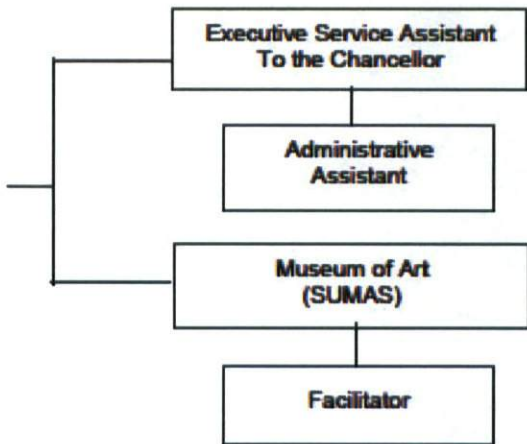 Executive Service Assistant
To the Chancellor
Administrative
Assistant
Museum of Art
(SUMAS)
Facilitator